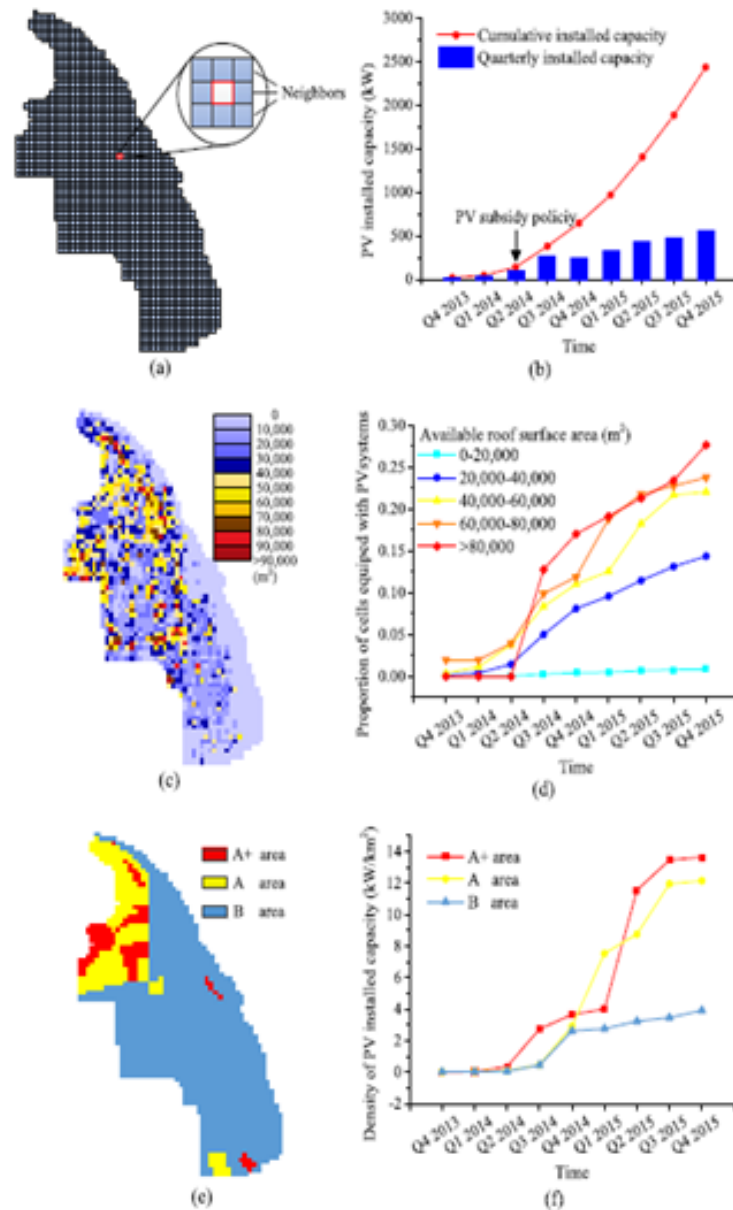 Neighbors
(a)
Cumulative installed capacity
Quarterly installed capacity
PV installed capacity (kW)
3000
2500
2000
1500
1000
500
0
PV subsidy policiy
Q4 2013
Q1 2014
Q2 2014
Q3 2014
Q4 2014
Q1 2015
Q2 2015
Q3 2015
Q4 2015
Time
(b)
0
10,000
20,000
30,000
40,000
50,000
60,000
70,000
80,000
90,000
>90,000
(m²)
(c)
Proportion of cells equiped with PV systems
0.30
0.25
0.20
0.15
0.10
0.05
0.00
Available roof surface area (m²)
0-20,000
20,000-40,000
40,000-60,000
60,000-80,000
>80,000
Q4 2013
Q1 2014
Q2 2014
Q3 2014
Q4 2014
Q1 2015
Q2 2015
Q3 2015
Q4 2015
Time
(d)
A+ area
A area
B area
(e)
Density of PV installed capacity (kW/km²)
14
12
10
8
6
4
2
0
-2
A+ area
A area
B area
Q4 2013
Q1 2014
Q2 2014
Q3 2014
Q4 2014
Q1 2015
Q2 2015
Q3 2015
Q4 2015
Time
(f)